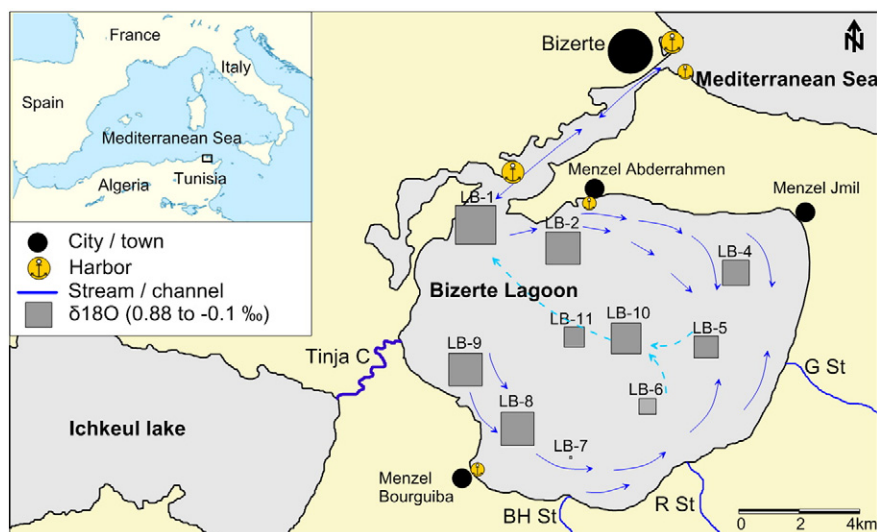 France
Italy
Spain
Mediterranean Sea
Algeria
Tunisia
City / town
Harbor
Stream / channel
δ18O (0.88 to -0.1 ‰)
N
Bizerte
Mediterranean Sea
Menzel Abderrahmen
Menzel Jmil
LB-1
LB-2
LB-4
Bizerte Lagoon
LB-11
LB-10
LB-5
LB-9
LB-6
LB-8
LB-7
Tinja C
G St
Ichkeul lake
Menzel
Bourguiba
BH St
R St
0 2 4km